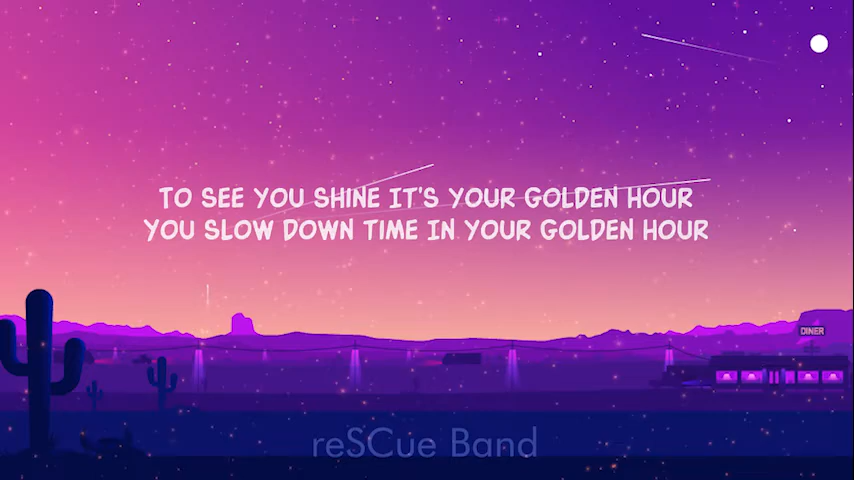 TO SEE YOU SHINE IT'S YOUR GOLDEN HOUR
YOU SLOW DOWN TIME IN YOUR GOLDEN HOUR
DINER
reSCue Band